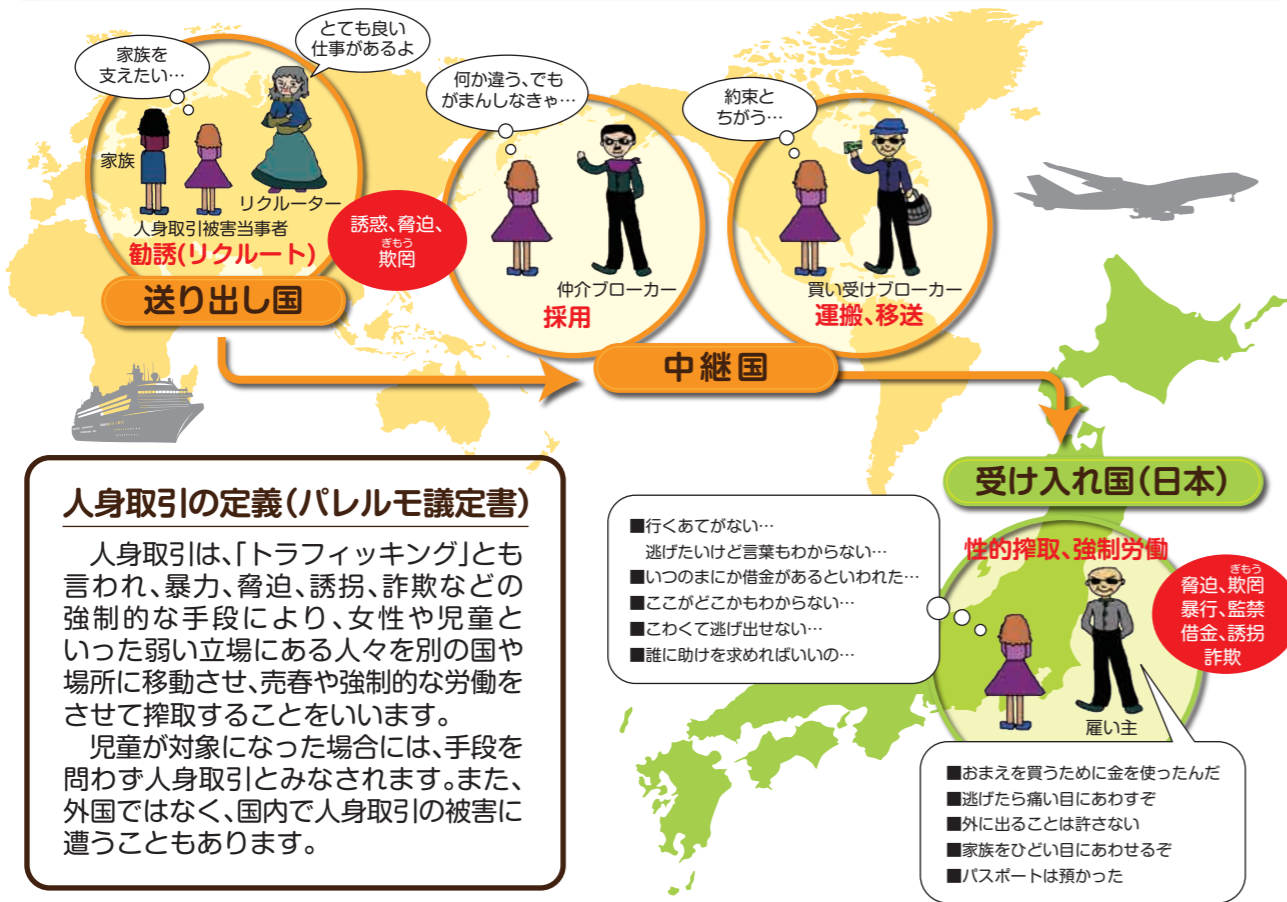 家族を
支えたい…
とても良い
仕事があるよ
家族
リクルーター
人身取引被害当事者
勧誘(リクルート)
送り出し国
誘惑、脅迫、
ぎもう
欺罔
何か違う、でも
がまんしなきゃ…
仲介ブローカー
採用
約束と
ちがう…
買い受けブローカー
運搬、移送
中継国
受け入れ国(日本)
性的搾取、強制労働
■行くあてがない…
逃げたいけど言葉もわからない…
■いつのまにか借金があるといわれた…
■ここがどこかもわからない…
■こわくて逃げ出せない…
■誰に助けを求めればいいの…
ぎもう
脅迫、欺罔
暴行、監禁
借金、誘拐
詐欺
雇い主
■おまえを買うために金を使ったんだ
■逃げたら痛い目にあわすぞ
■外に出ることは許さない
■家族をひどい目にあわせるぞ
■パスポートは預かった
人身取引の定義(パレルモ議定書)
人身取引は、「トラフィッキング」とも
言われ、暴力、脅迫、誘拐、詐欺などの
強制的な手段により、女性や児童と
いった弱い立場にある人々を別の国や
場所に移動させ、売春や強制的な労働を
させて搾取することをいいます。
児童が対象になった場合には、手段を
問わず人身取引とみなされます。また、
外国ではなく、国内で人身取引の被害に
遭うこともあります。